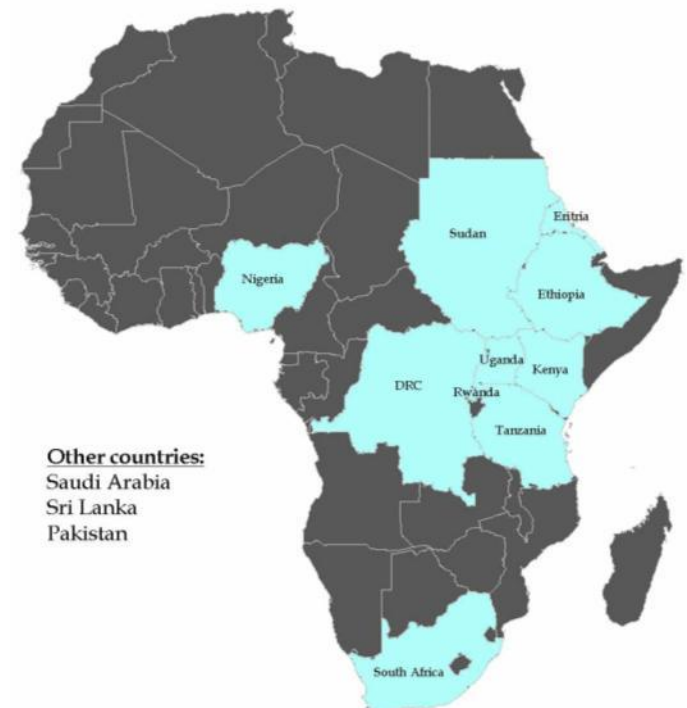 Sudan
Eritria
Nigeria
Ethiopia
Uganda
Kenya
DRC
Rwanda
Tanzania
Other countries:
Saudi Arabia
Sri Lanka
Pakistan
South Africa